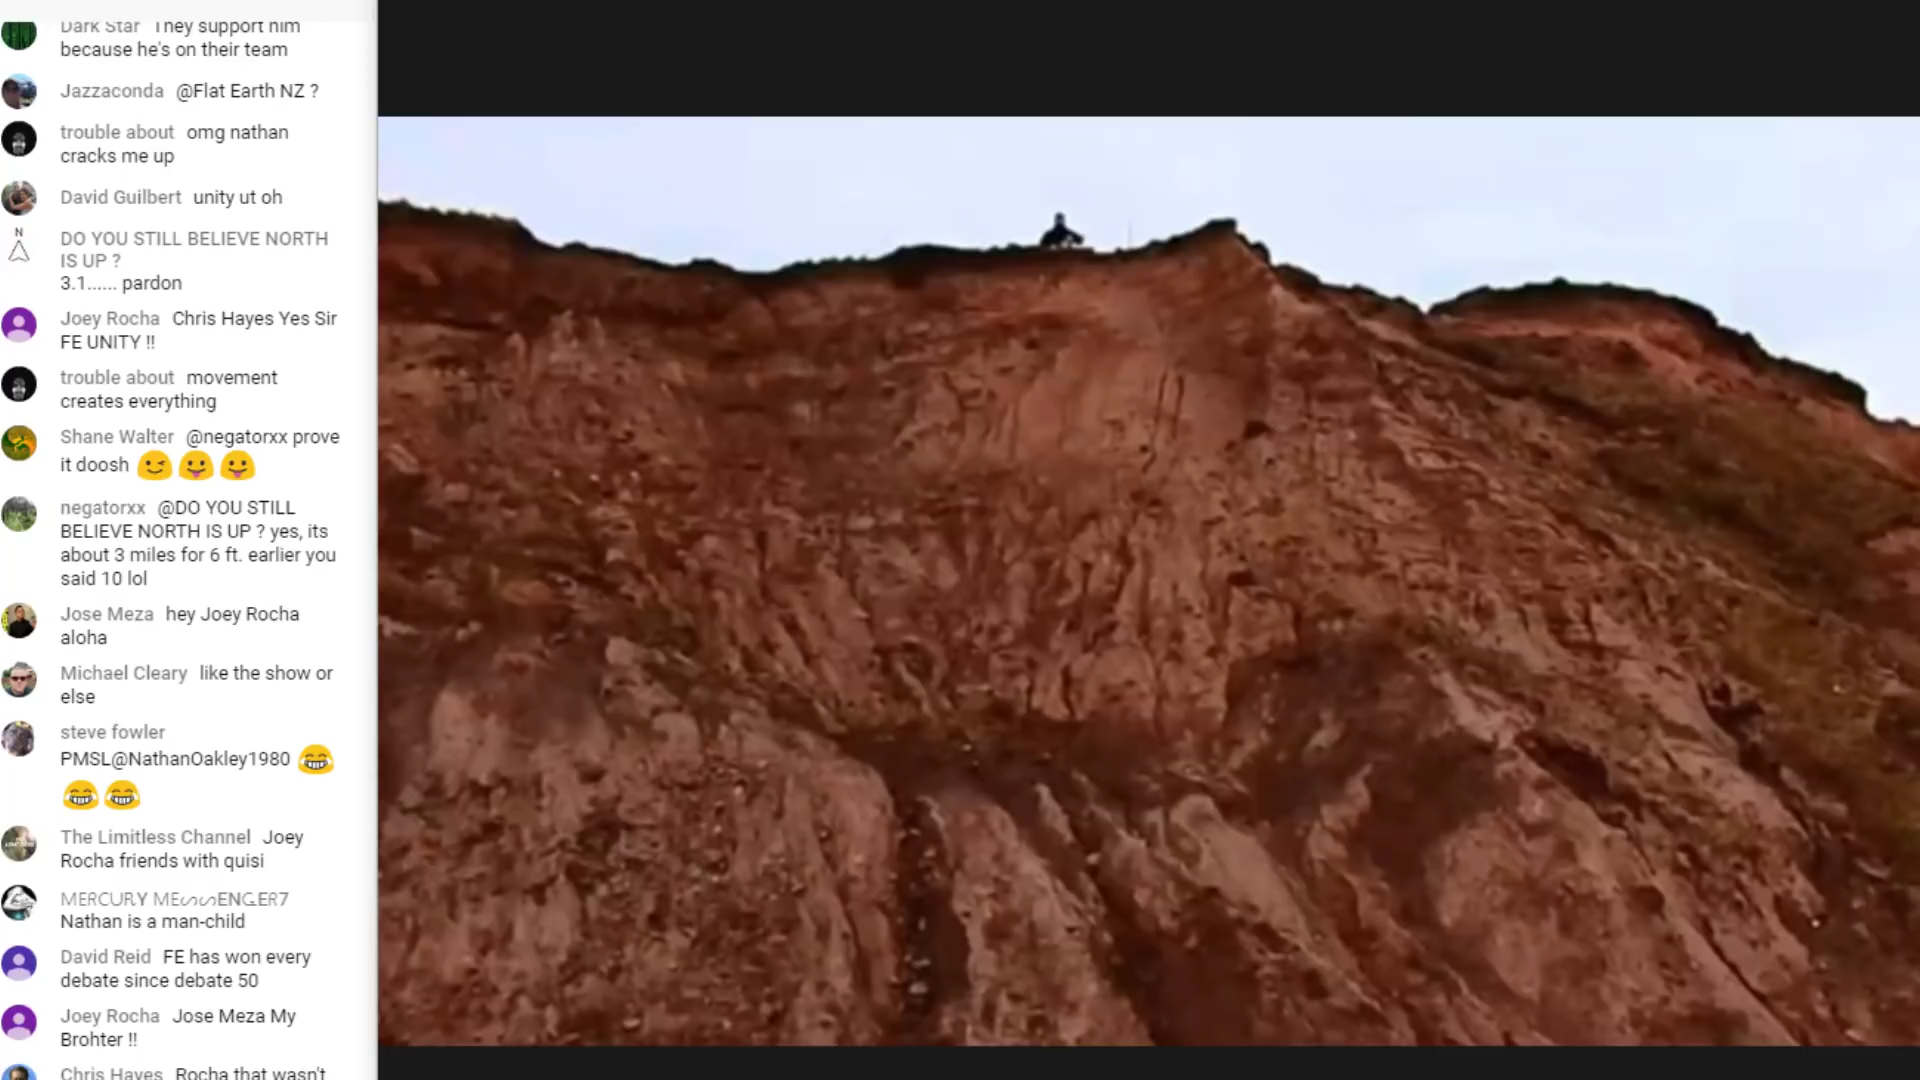 Dark Star They support him
because he's on their team
Jazzaconda @Flat Earth NZ ?
trouble about omg nathan
cracks me up
David Guilbert unity ut oh
N
DO YOU STILL BELIEVE NORTH
IS UP ?
3.1...... pardon
Joey Rocha Chris Hayes Yes Sir
FE UNITY !!
trouble about movement
creates everything
Shane Walter @negatorxx prove
it doosh 😉 😛 😛
negatorxx @DO YOU STILL
BELIEVE NORTH IS UP ? yes, its
about 3 miles for 6 ft. earlier you
said 10 lol
Jose Meza hey Joey Rocha
aloha
Michael Cleary like the show or
else
steve fowler
PMSL@NathanOakley1980 😂
😂 😂
The Limitless Channel Joey
Rocha friends with quisi
MERCURY MEᔕᔕENGER7
Nathan is a man-child
David Reid FE has won every
debate since debate 50
Joey Rocha Jose Meza My
Brohter !!
Chris Hayes Rocha that wasn't